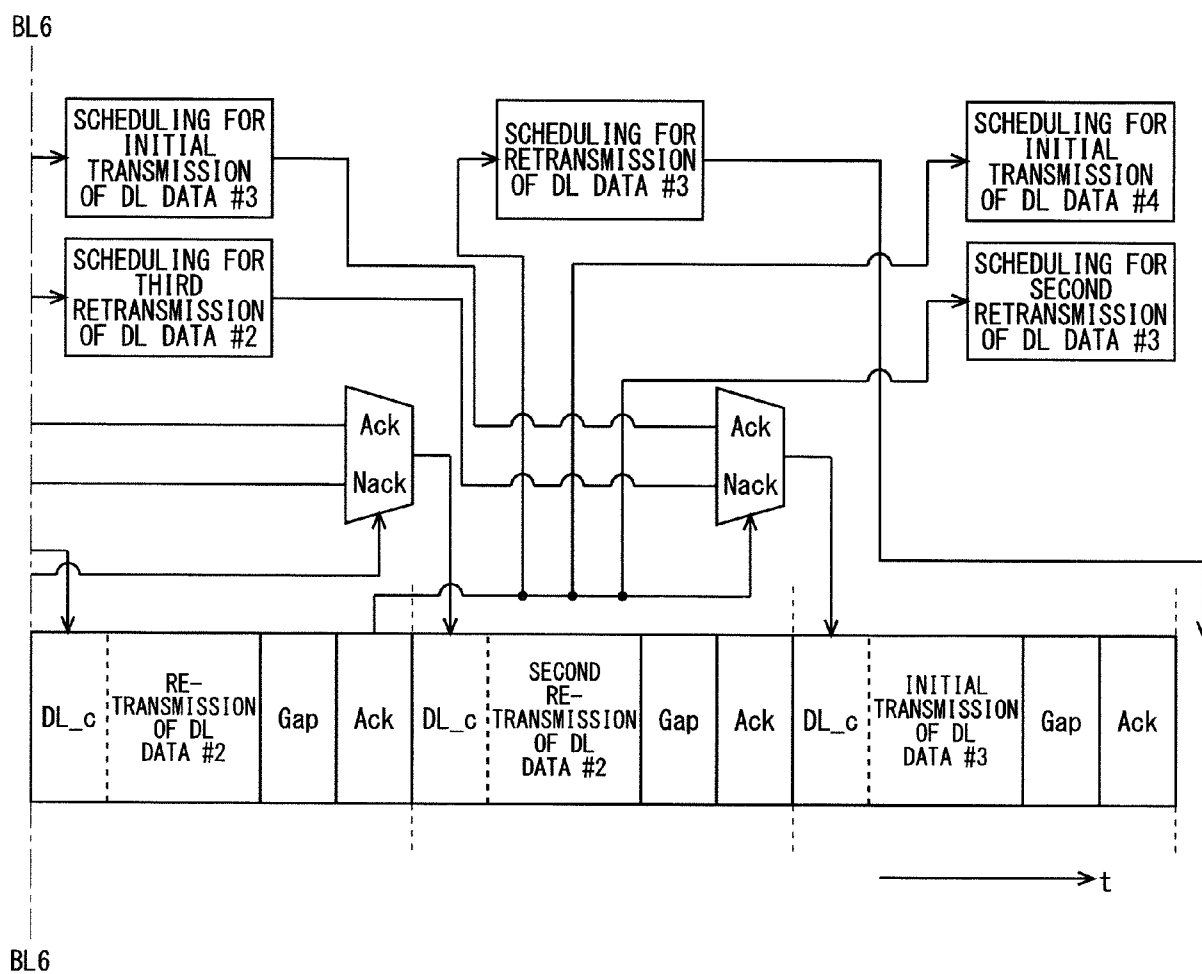 BL6
SCHEDULING FOR
INITIAL
TRANSMISSION
OF DL DATA #3
SCHEDULING FOR
RETRANSMISSION
OF DL DATA #3
SCHEDULING FOR
INITIAL
TRANSMISSION
OF DL DATA #4
SCHEDULING FOR
THIRD
RETRANSMISSION
OF DL DATA #2
SCHEDULING FOR
SECOND
RETRANSMISSION
OF DL DATA #3
Ack
Nack
Ack
Nack
DL_c
RE-
TRANSMISSION
OF DL
DATA #2
Gap
Ack
DL_c
SECOND
RE-
TRANSMISSION
OF DL
DATA #2
Gap
Ack
DL_c
INITIAL
TRANSMISSION
OF DL
DATA #3
Gap
Ack
t
BL6